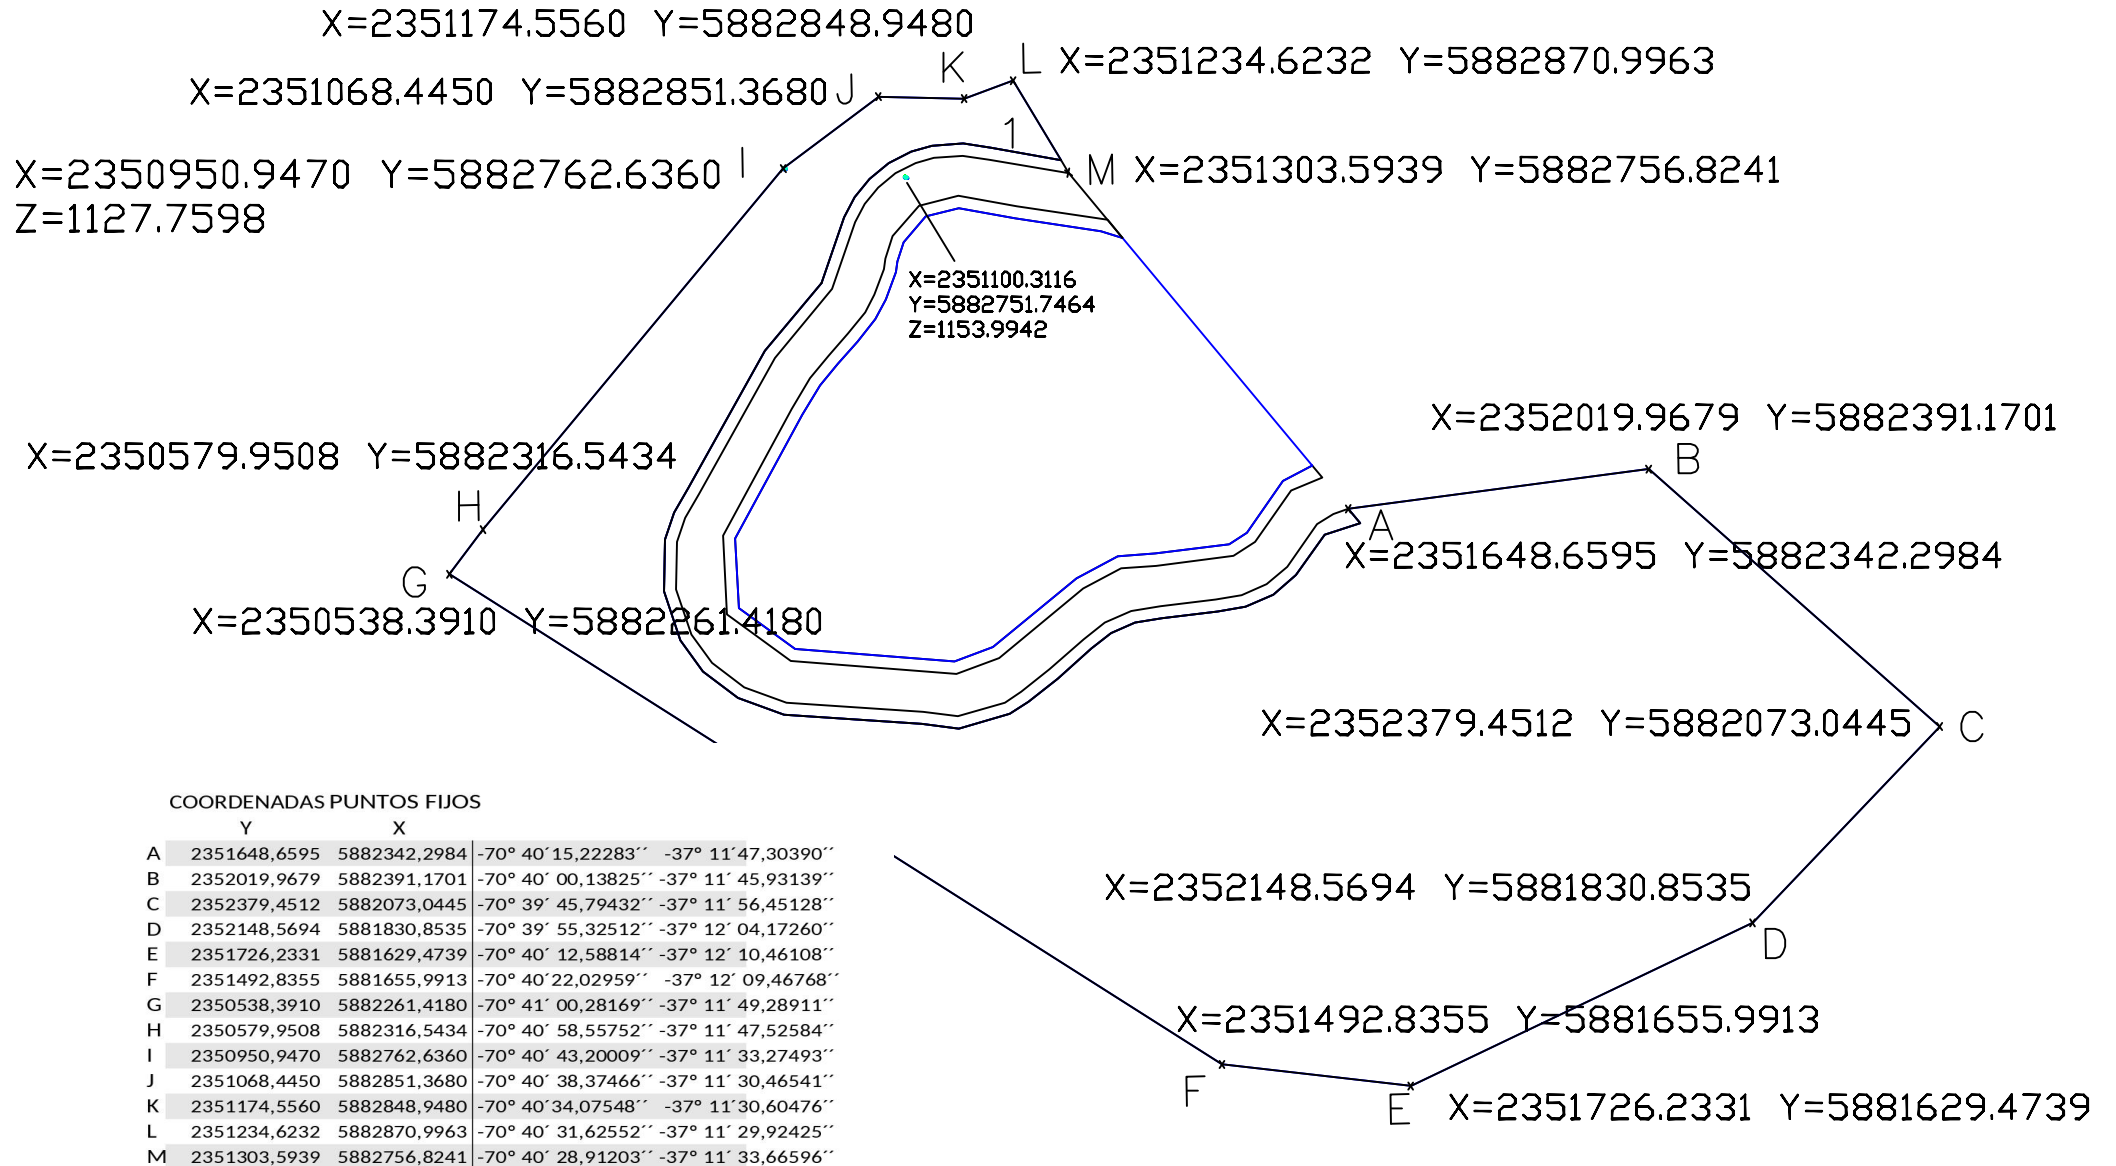 X=2351174.5560 Y=5882848.9480
K
L X=2351234.6232 Y=5882870.9963
X=2351068.4450 Y=5882851.3680 J
1
X=2350950.9470 Y=5882762.6360 I
Z=1127.7598
M X=2351303.5939 Y=5882756.8241
X=2351100.3116
Y=5882751.7464
Z=1153.9942
X=2352019.9679 Y=5882391.1701
B
X=2350579.9508 Y=5882316.5434
H
A
X=2351648.6595 Y=5882342.2984
G
X=2350538.3910 Y=5882261.4180
X=2352379.4512 Y=5882073.0445 C
X=2352148.5694 Y=5881830.8535
D
X=2351492.8355 Y=5881655.9913
F
E X=2351726.2331 Y=5881629.4739
COORDENADAS PUNTOS FIJOS
Y X
A 2351648,6595 5882342,2984 -70° 40´15,22283´´ -37° 11´47,30390´´
B 2352019,9679 5882391,1701 -70° 40´ 00,13825´´ -37° 11´ 45,93139´´
C 2352379,4512 5882073,0445 -70° 39´ 45,79432´´ -37° 11´ 56,45128´´
D 2352148,5694 5881830,8535 -70° 39´ 55,32512´´ -37° 12´ 04,17260´´
E 2351726,2331 5881629,4739 -70° 40´ 12,58814´´ -37° 12´ 10,46108´´
F 2351492,8355 5881655,9913 -70° 40´22,02959´´ -37° 12´ 09,46768´´
G 2350538,3910 5882261,4180 -70° 41´ 00,28169´´ -37° 11´ 49,28911´´
H 2350579,9508 5882316,5434 -70° 40´ 58,55752´´ -37° 11´ 47,52584´´
I 2350950,9470 5882762,6360 -70° 40´ 43,20009´´ -37° 11´ 33,27493´´
J 2351068,4450 5882851,3680 -70° 40´ 38,37466´´ -37° 11´ 30,46541´´
K 2351174,5560 5882848,9480 -70° 40´34,07548´´ -37° 11´30,60476´´
L 2351234,6232 5882870,9963 -70° 40´ 31,62552´´ -37° 11´ 29,92425´´
M 2351303,5939 5882756,8241 -70° 40´ 28,91203´´ -37° 11´ 33,66596´´